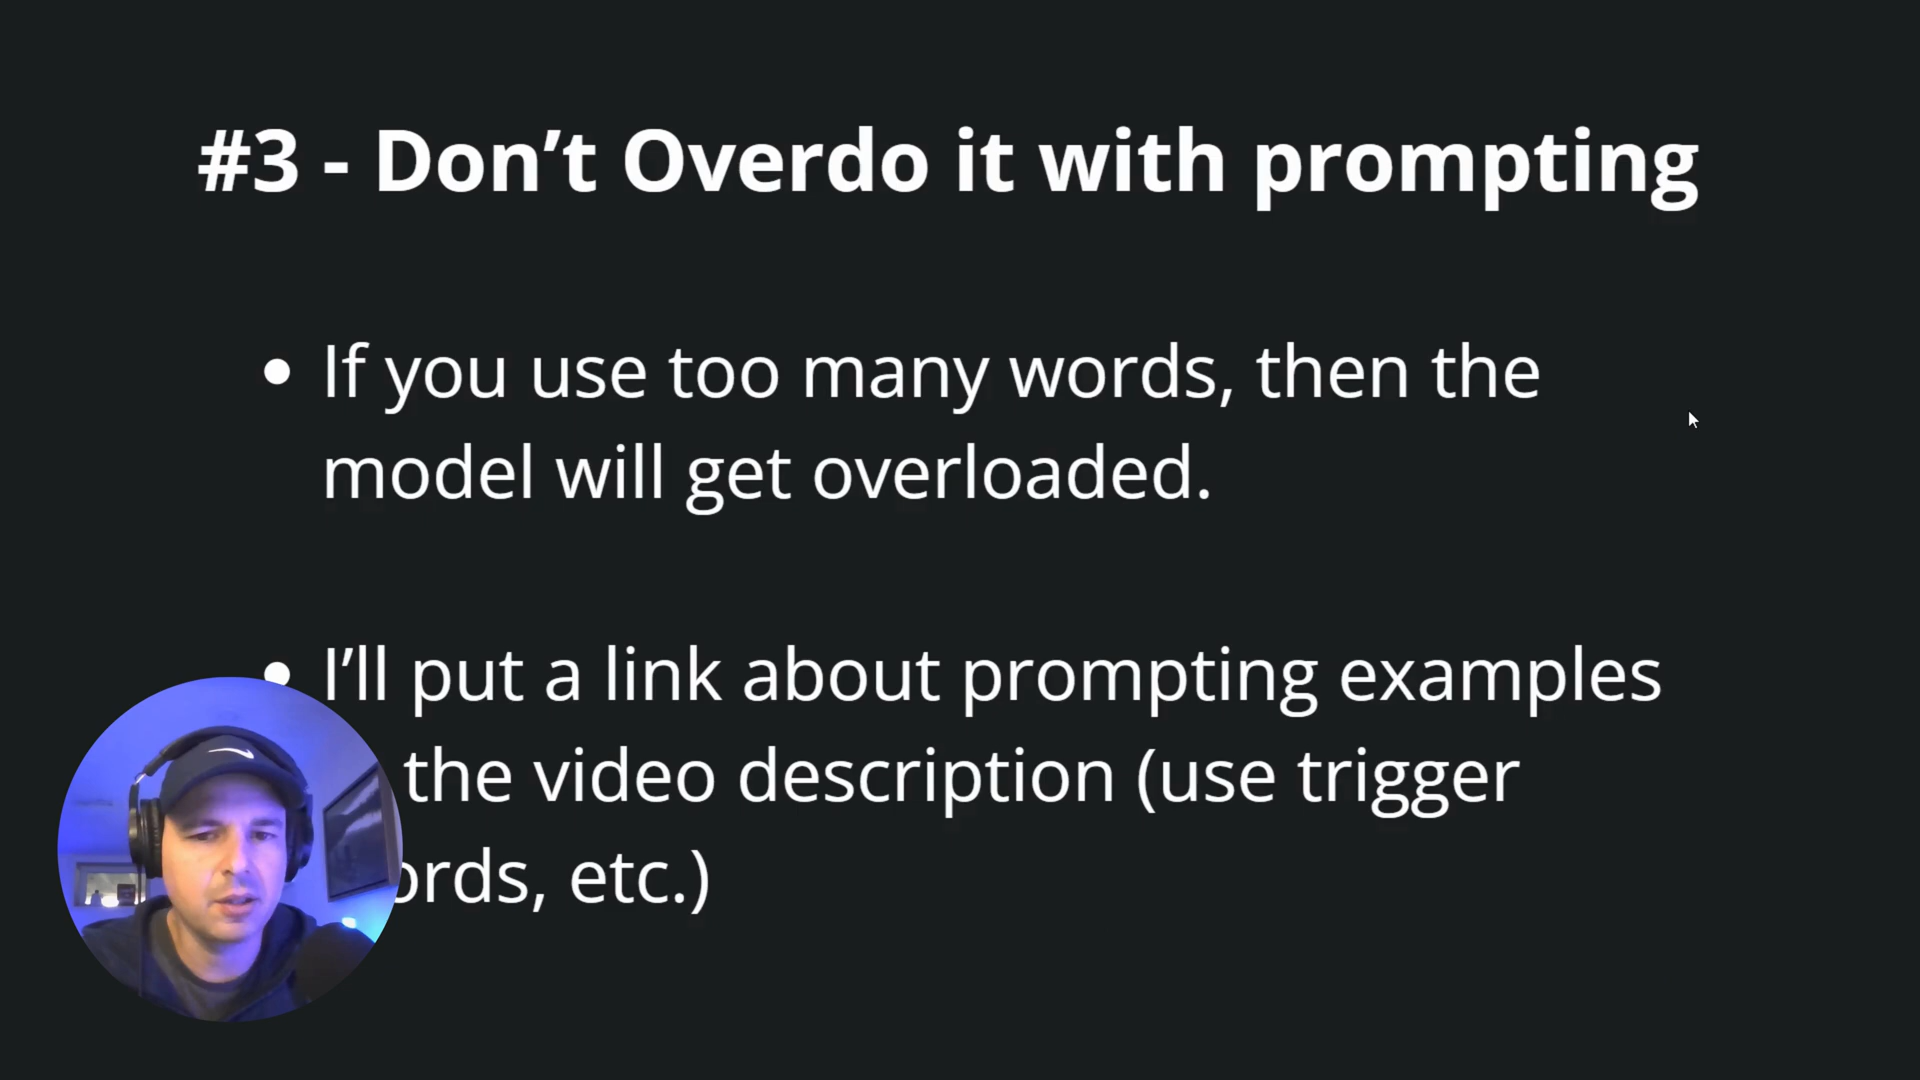 #3 - Don’t Overdo it with prompting
• If you use too many words, then the
model will get overloaded.
• I’ll put a link about prompting examples
the video description (use trigger
etc.)